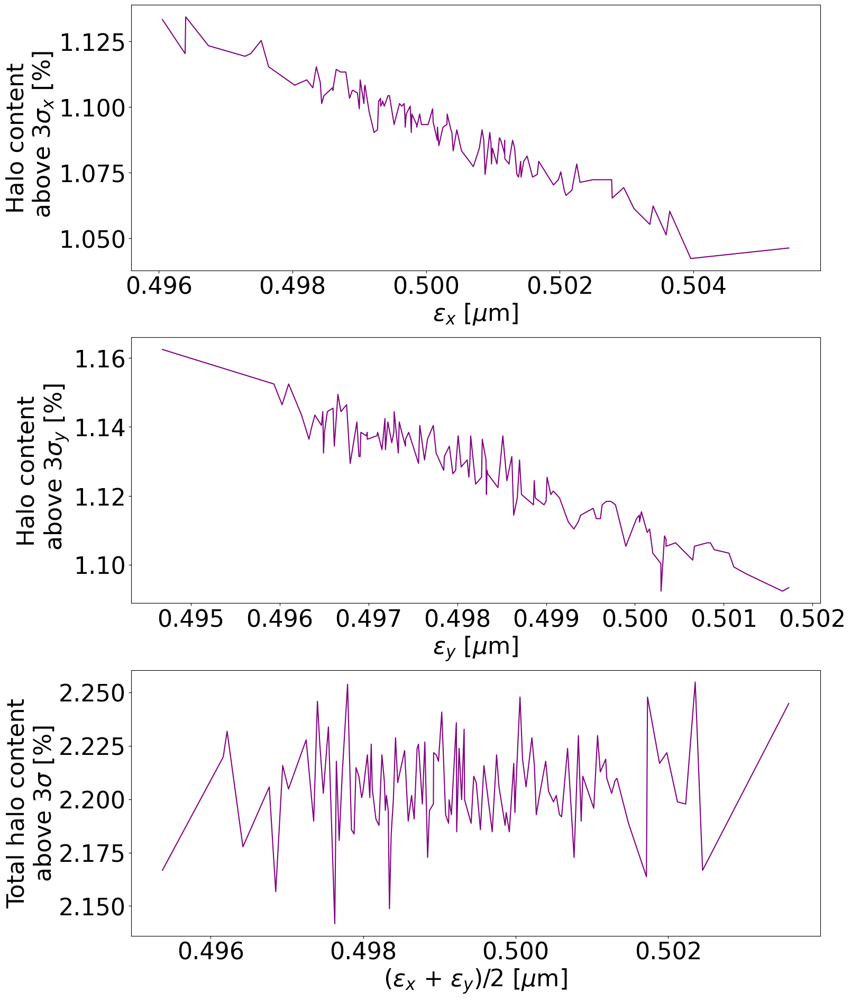 Halo content
above 3σx [%]
1.125
1.100
1.075
1.050
0.496 0.498 0.500 0.502 0.504
εx [μm]
Halo content
above 3σy [%]
1.16
1.14
1.12
1.10
0.495 0.496 0.497 0.498 0.499 0.500 0.501 0.502
εy [μm]
Total halo content
above 3σ [%]
2.250
2.225
2.200
2.175
2.150
0.496 0.498 0.500 0.502
(εx + εy)/2 [μm]